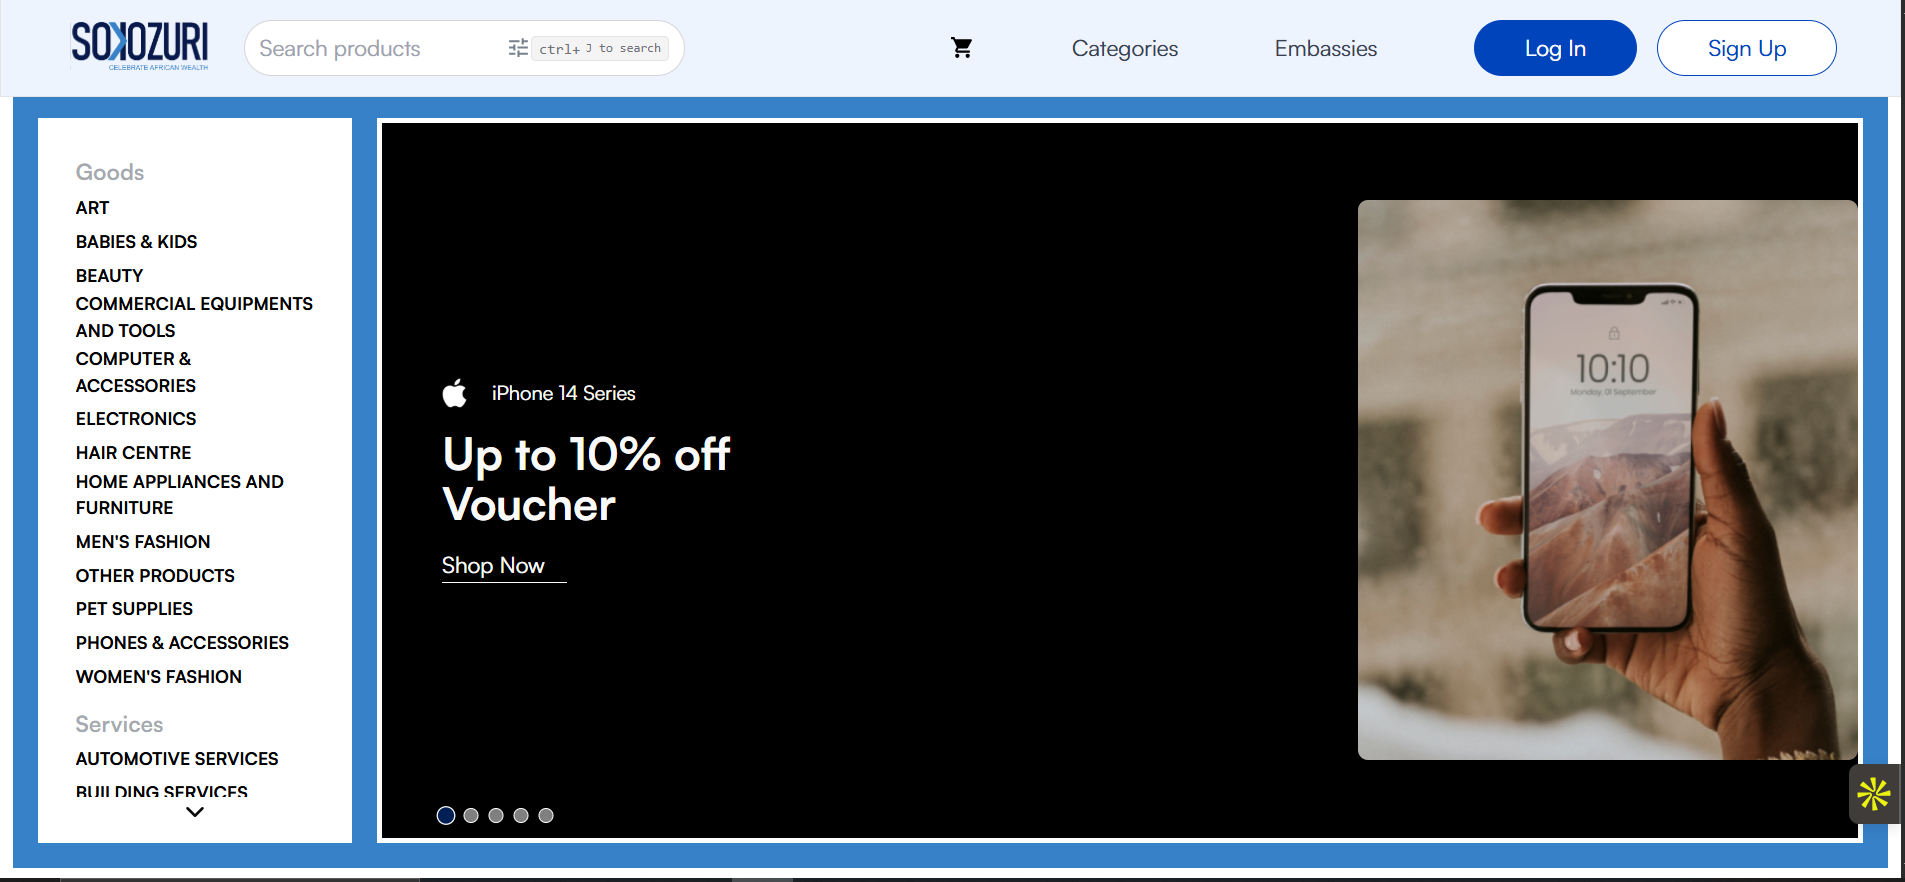 SOKOZURI
CELEBRATE AFRICAN WEALTH
Search products
ctrl+ J to search
Categories
Embassies
Log In
Sign Up
Goods
ART
BABIES & KIDS
BEAUTY
COMMERCIAL EQUIPMENTS
AND TOOLS
COMPUTER &
ACCESSORIES
ELECTRONICS
HAIR CENTRE
HOME APPLIANCES AND
FURNITURE
MEN'S FASHION
OTHER PRODUCTS
PET SUPPLIES
PHONES & ACCESSORIES
WOMEN'S FASHION
Services
AUTOMOTIVE SERVICES
BUILDING SERVICES
iPhone 14 Series
Up to 10% off
Voucher
Shop Now
10:10
Monday, 01 September